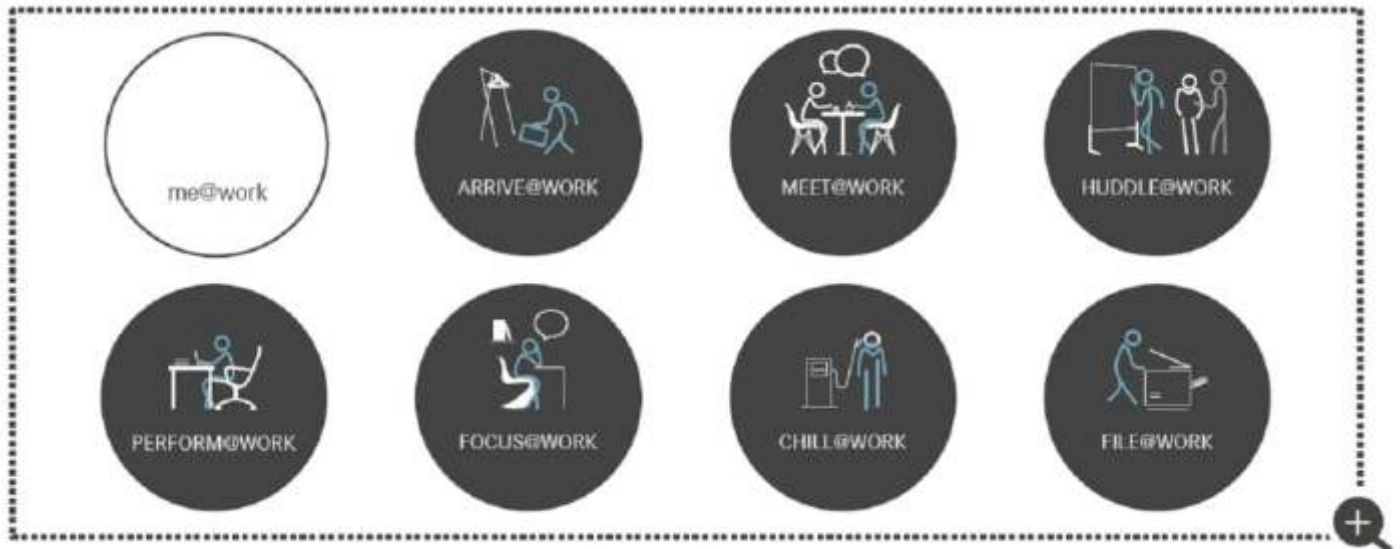 me@work
ARRIVE@WORK
MEET@WORK
HUDDLE@WORK
PERFORM@WORK
FOCUS@WORK
CHILL@WORK
FILE@WORK